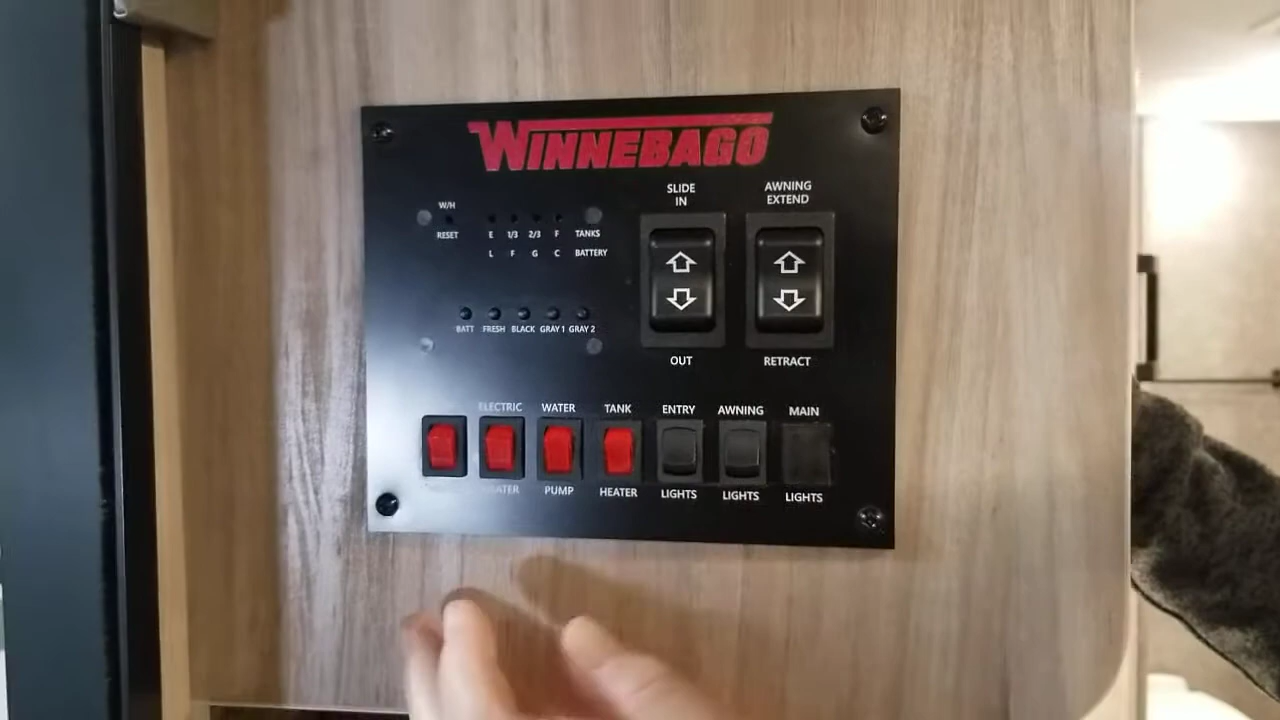 WINNEBAGO
SLIDE
IN
AWNING
EXTEND
W/H
RESET
E 1/3 2/3 F TANKS
L F G C BATTERY
BATT FRESH BLACK GRAY 1 GRAY 2
OUT
RETRACT
ELECTRIC WATER TANK ENTRY AWNING MAIN
PUMP HEATER LIGHTS LIGHTS LIGHTS